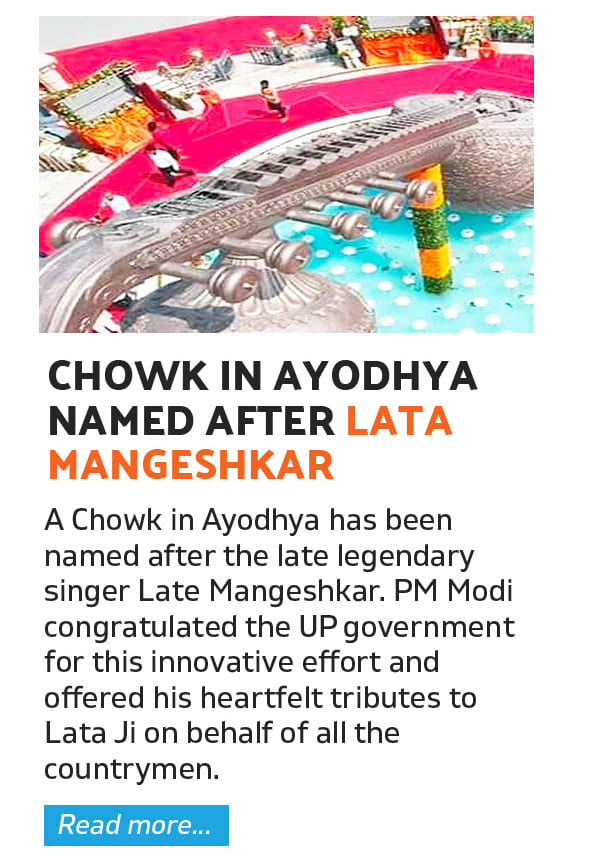 CHOWK IN AYODHYA
NAMED AFTER LATA
MANGESHKAR
A Chowk in Ayodhya has been
named after the late legendary
singer Late Mangeshkar. PM Modi
congratulated the UP government
for this innovative effort and
offered his heartfelt tributes to
Lata Ji on behalf of all the
countrymen.
Read more...